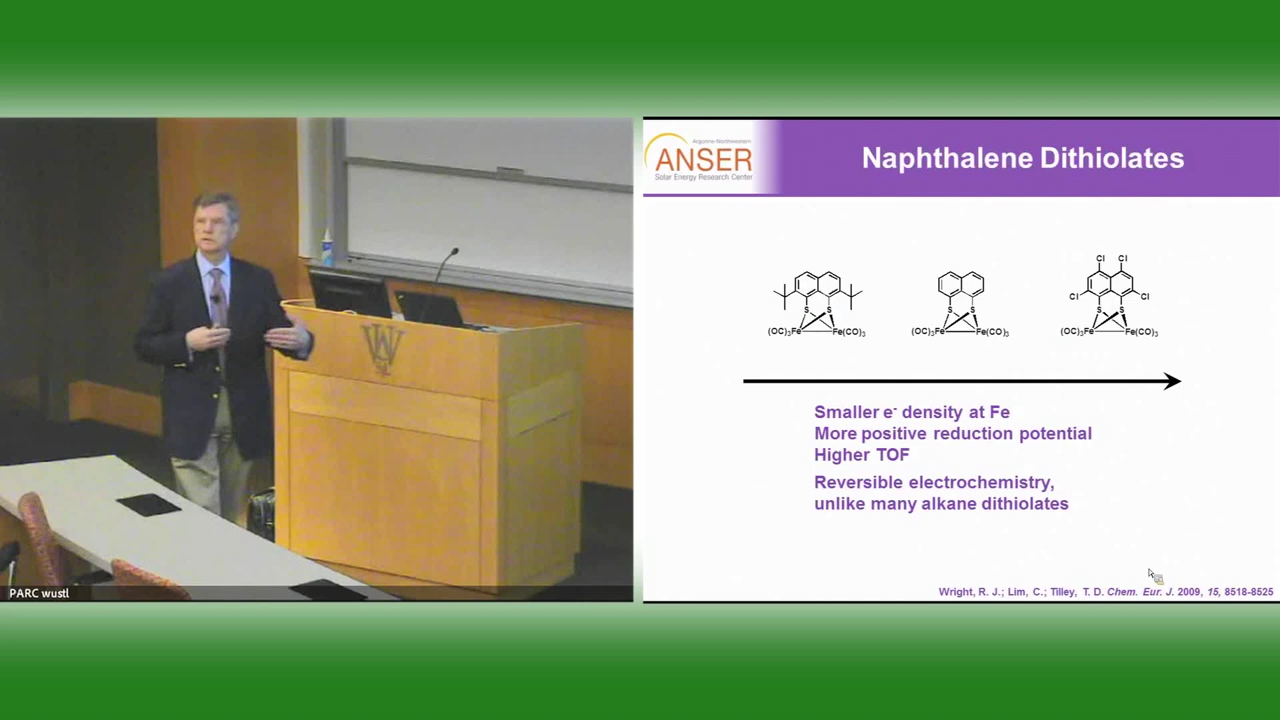 Argonne-Northwestern
ANSER
Solar Energy Research Center
Naphthalene Dithiolates
Cl Cl
Cl Cl
S S
S S
S S
(OC)3Fe Fe(CO)3
(OC)3Fe Fe(CO)3
(OC)3Fe Fe(CO)3
Smaller e- density at Fe
More positive reduction potential
Higher TOF
Reversible electrochemistry,
unlike many alkane dithiolates
Wright, R. J.; Lim, C.; Tilley, T. D. Chem. Eur. J. 2009, 15, 8518-8525
PARC wustl